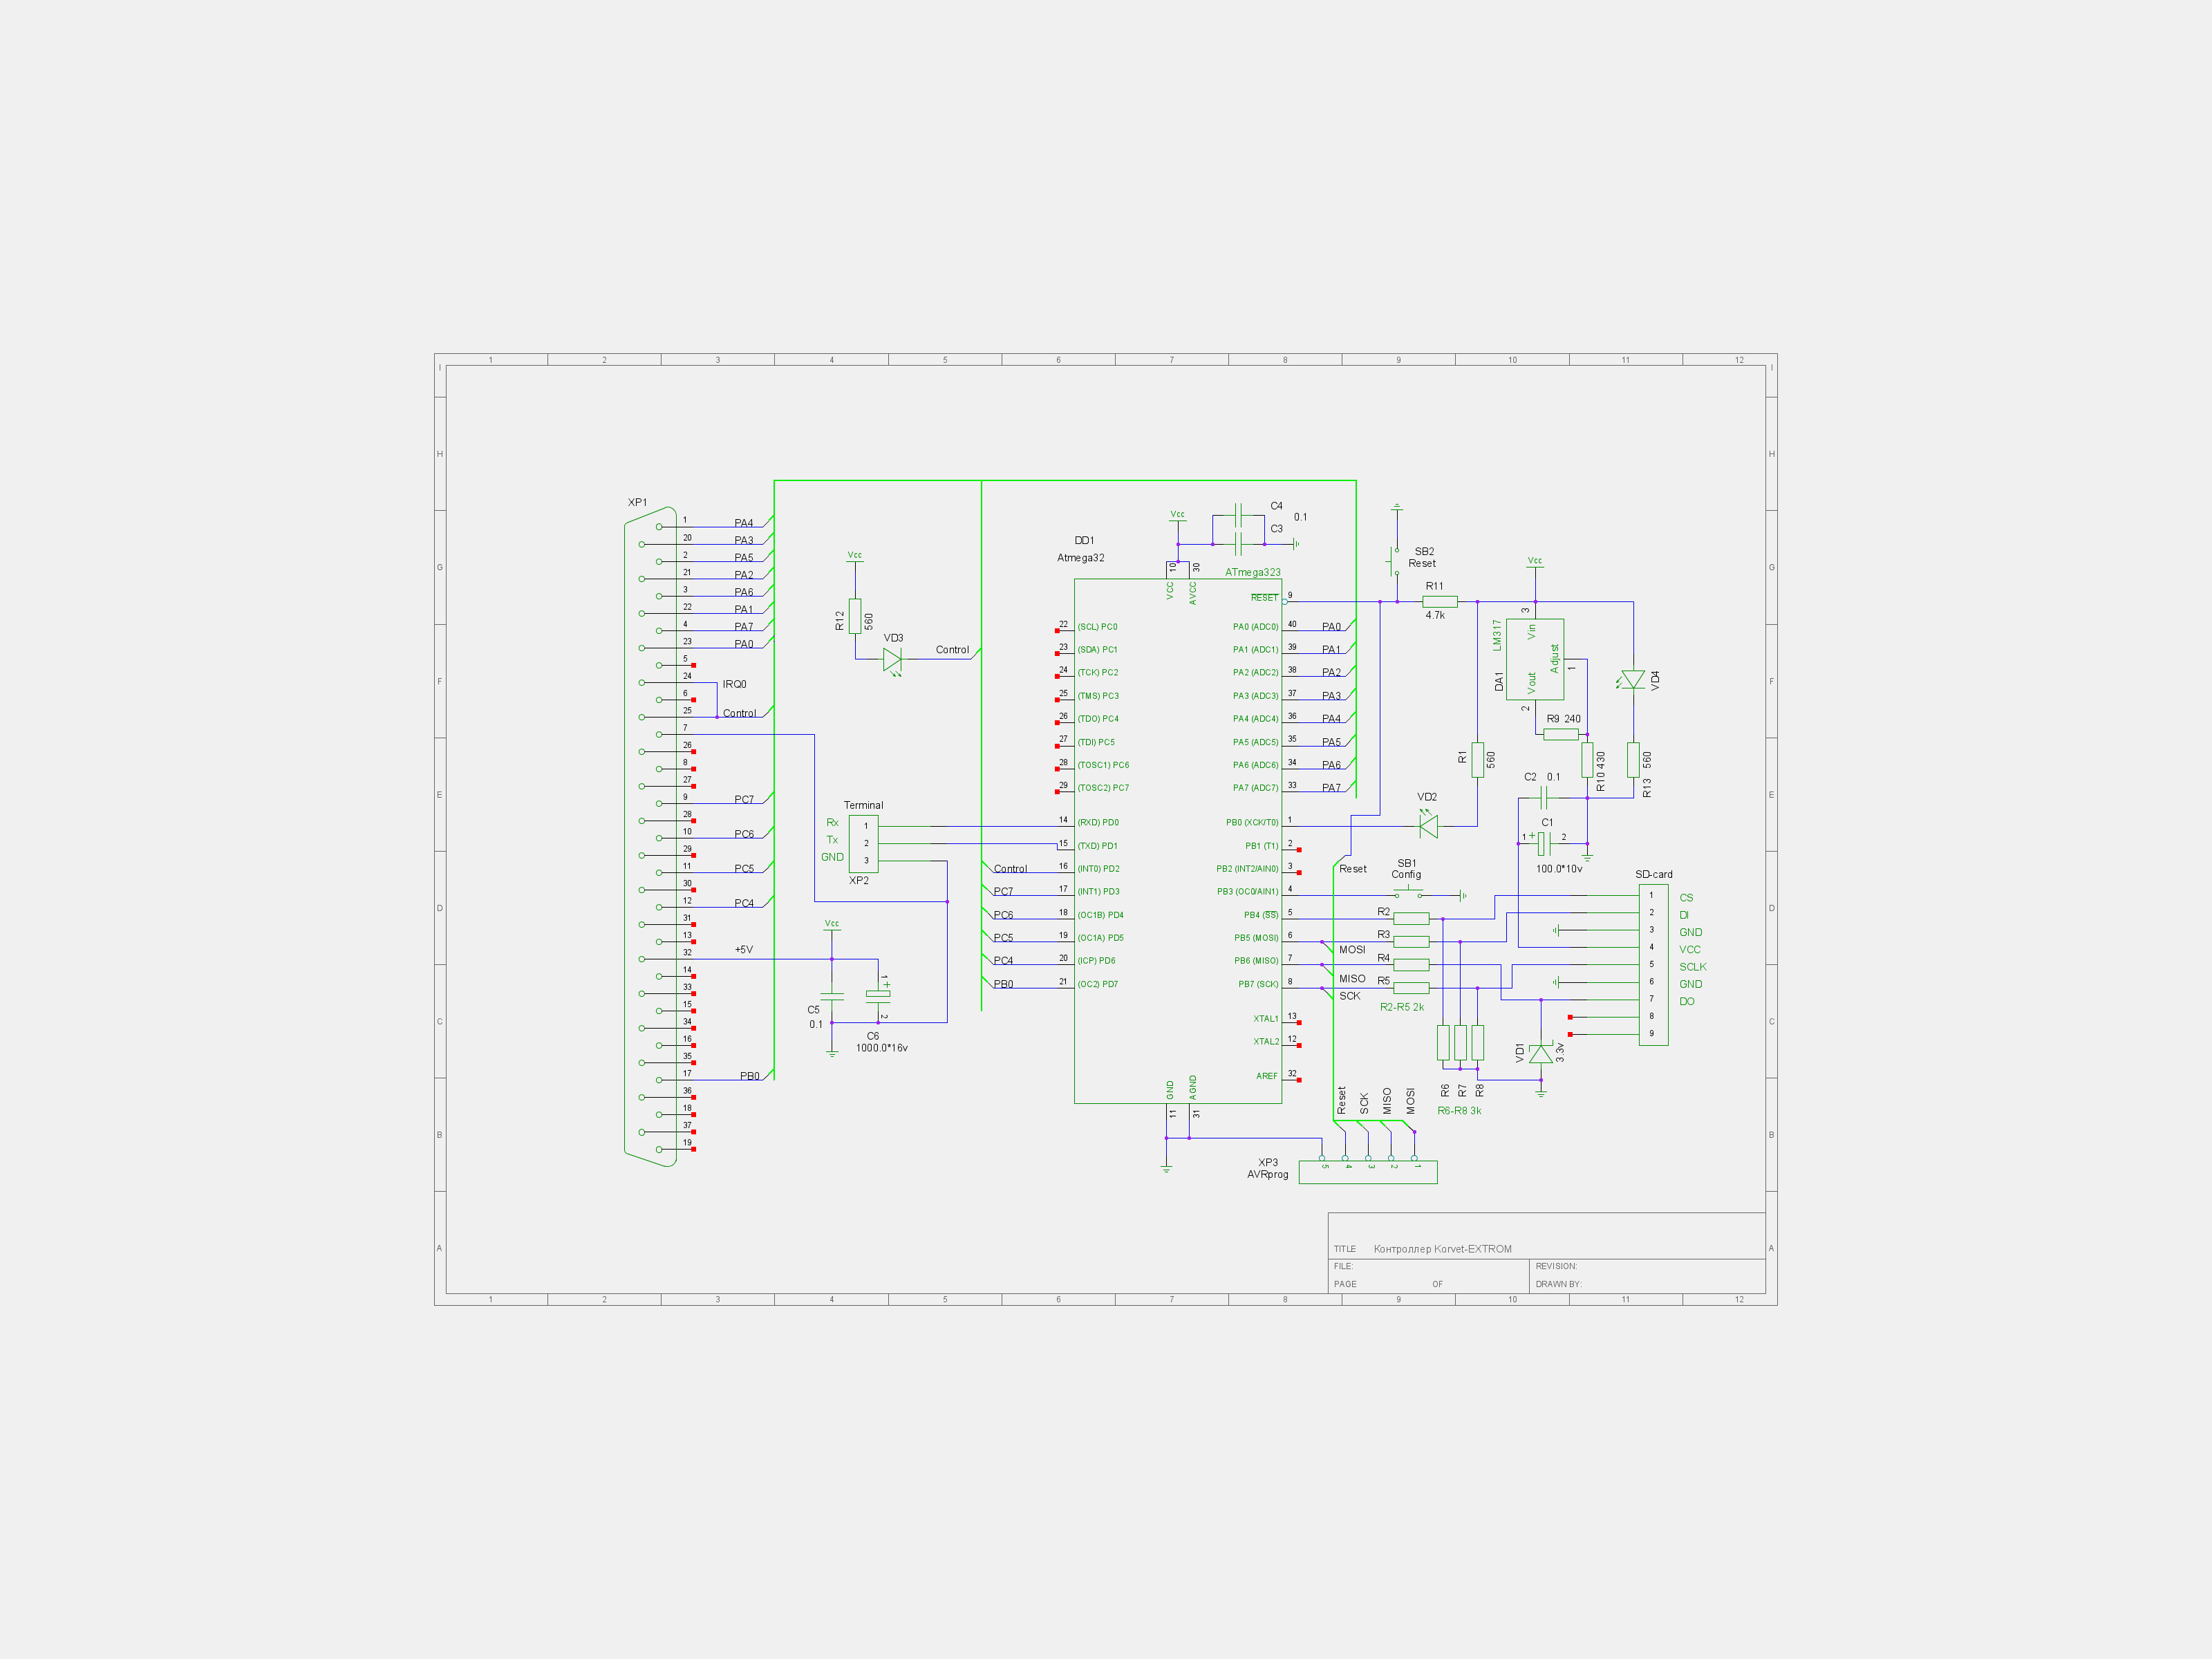 1 2 3 4 5 6 7 8 9 10 11 12
I I
H H
G G
F F
E E
D D
C C
B B
A A
XP1
1 PA4
20 PA3
2 PA5
21 PA2
3 PA6
22 PA1
4 PA7
23 PA0
5
24 IRQ0
6
25 Control
7
26
8
27
9 PC7
28
10 PC6
29
11 PC5
30
12 PC4
31
13
+5V
32
14
33
15
34
16
35
17 PB0
36
18
37
19
Vcc
R12 560
VD3
Control
Terminal
Rx 1
Tx 2
GND 3
XP2
Vcc
C5
0.1
1 + 2
C6
1000.0*16v
Control
PC7
PC6
PC5
PC4
PB0
DD1
Atmega32
ATmega323
Vcc
C4
0.1
C3
10 30
VCC AVCC
RESET 9
22 (SCL) PC0
23 (SDA) PC1
24 (TCK) PC2
25 (TMS) PC3
26 (TDO) PC4
27 (TDI) PC5
28 (TOSC1) PC6
29 (TOSC2) PC7
14 (RXD) PD0
15 (TXD) PD1
16 (INT0) PD2
17 (INT1) PD3
18 (OC1B) PD4
19 (OC1A) PD5
20 (ICP) PD6
21 (OC2) PD7
PA0 (ADC0) 40 PA0
PA1 (ADC1) 39 PA1
PA2 (ADC2) 38 PA2
PA3 (ADC3) 37 PA3
PA4 (ADC4) 36 PA4
PA5 (ADC5) 35 PA5
PA6 (ADC6) 34 PA6
PA7 (ADC7) 33 PA7
PB0 (XCK/T0) 1
PB1 (T1) 2
PB2 (INT2/AIN0) 3
PB3 (OC0/AIN1) 4
PB4 (SS) 5
PB5 (MOSI) 6
PB6 (MISO) 7
PB7 (SCK) 8
XTAL1 13
XTAL2 12
AREF 32
GND AGND
11 31
SB2
Reset
R11
4.7k
Vcc
LM317
DA1
3
Vin
Adjust 1
Vout
2
R9 240
R10 430
VD4
R13 560
R1 560
C2 0.1
VD2
C1
1 + 2
100.0*10v
Reset
SB1
Config
R2
R3
MOSI
R4
MISO
R5
SCK
R2-R5 2k
SD-card
1 CS
2 DI
3 GND
4 VCC
5 SCLK
6 GND
7 DO
8
9
VD1 3.3v
R6 R7 R8
R6-R8 3k
Reset SCK MISO MOSI
XP3
AVRprog
5 4 3 2 1
TITLE Контроллер Korvet-EXTROM
FILE: REVISION:
PAGE OF DRAWN BY:
1 2 3 4 5 6 7 8 9 10 11 12